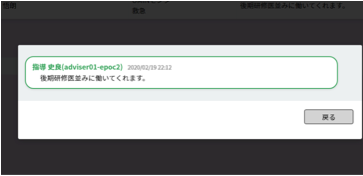 後期研修医並みに働いてくれます。
指導 史良(adviser01-epoc2) 2020/02/19 22:12
後期研修医並みに働いてくれます。
戻る